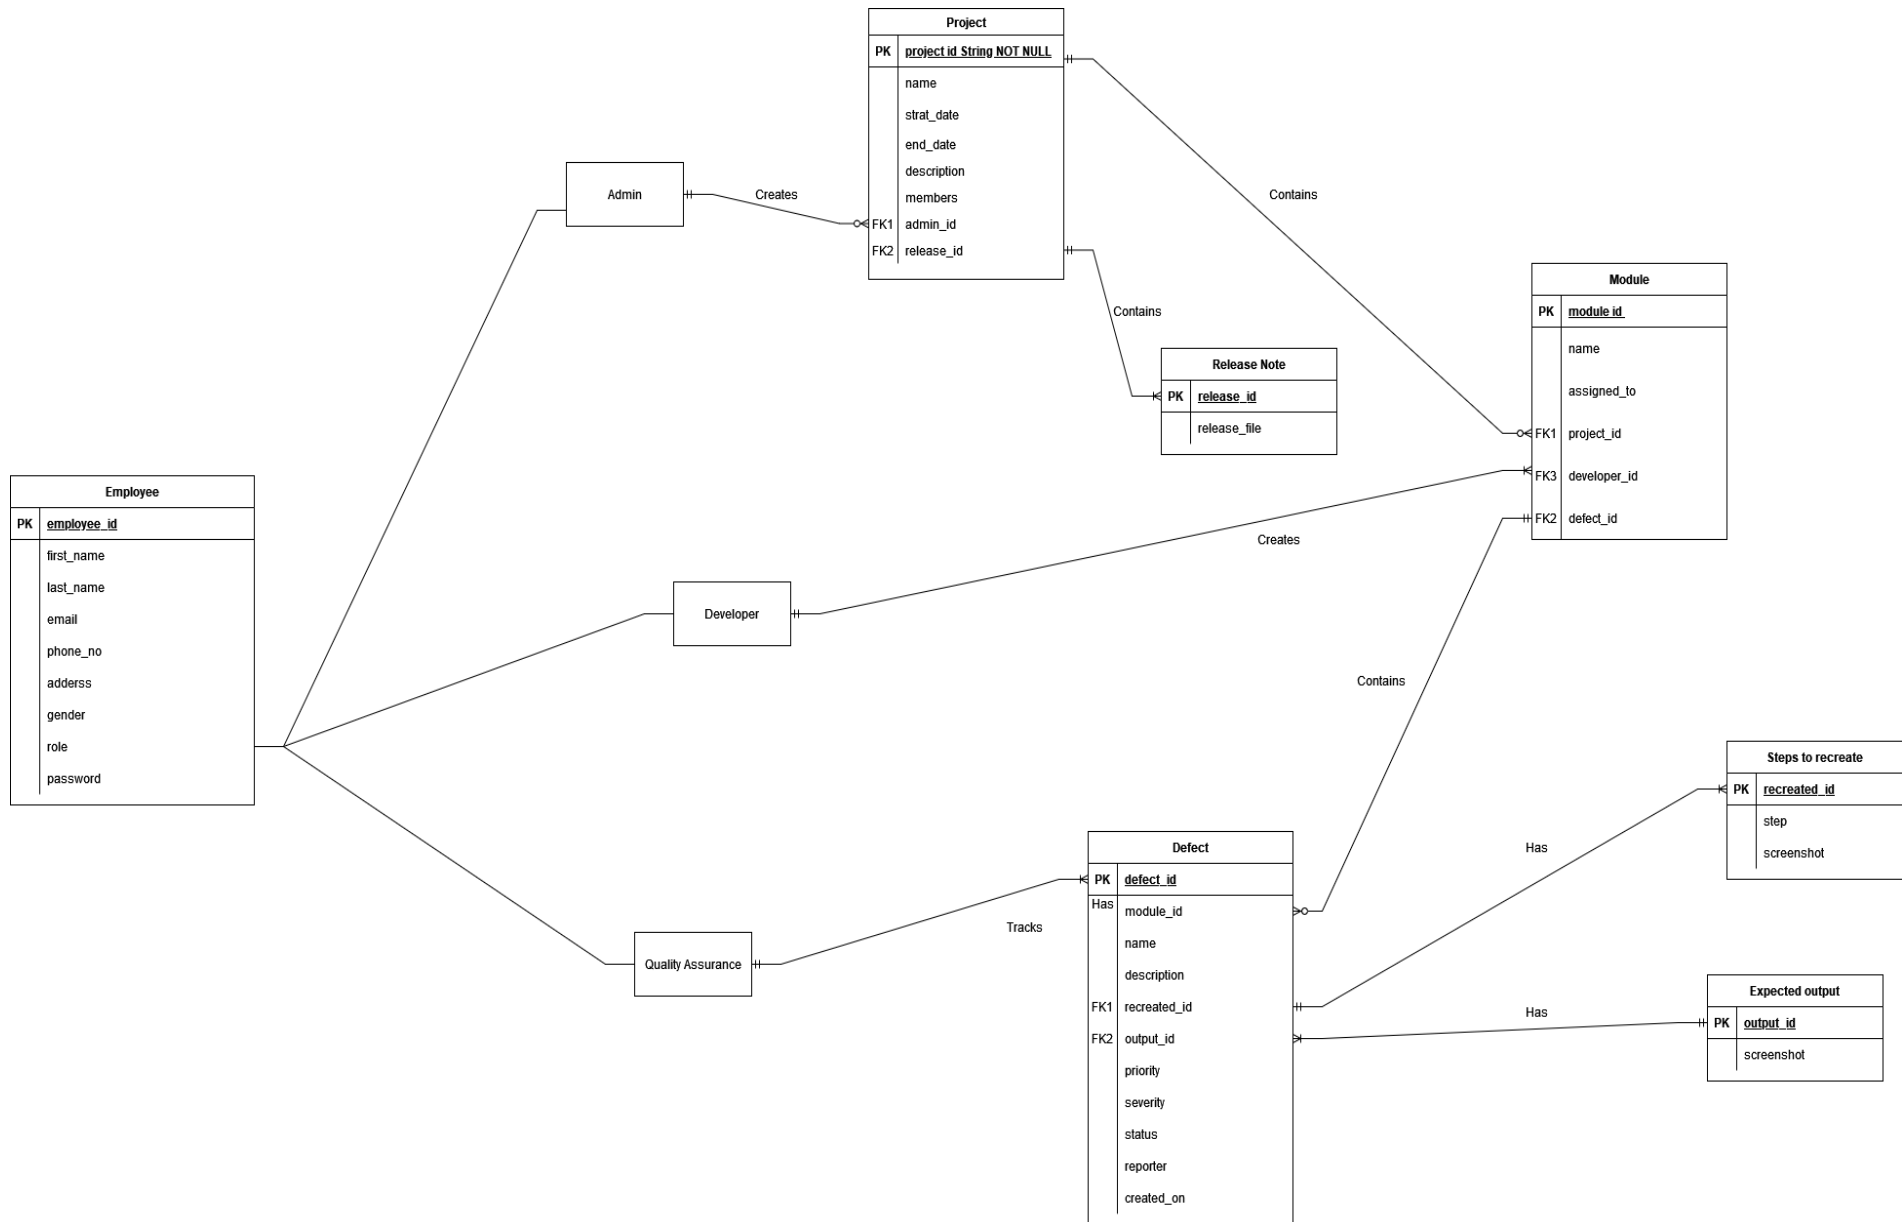 Project
PK project id String NOT NULL
name
strat_date
end_date
description
members
FK1 admin_id
FK2 release_id
Admin
Creates
Contains
Contains
Module
PK module id
name
assigned_to
FK1 project_id
FK3 developer_id
FK2 defect_id
Release Note
PK release_id
release_file
Employee
PK employee_id
first_name
last_name
email
phone_no
adderss
gender
role
password
Developer
Creates
Contains
Quality Assurance
Tracks
Defect
PK defect_id
Has
module_id
name
description
FK1 recreated_id
FK2 output_id
priority
severity
status
reporter
created_on
Has
Steps to recreate
PK recreated_id
step
screenshot
Has
Expected output
PK output_id
screenshot